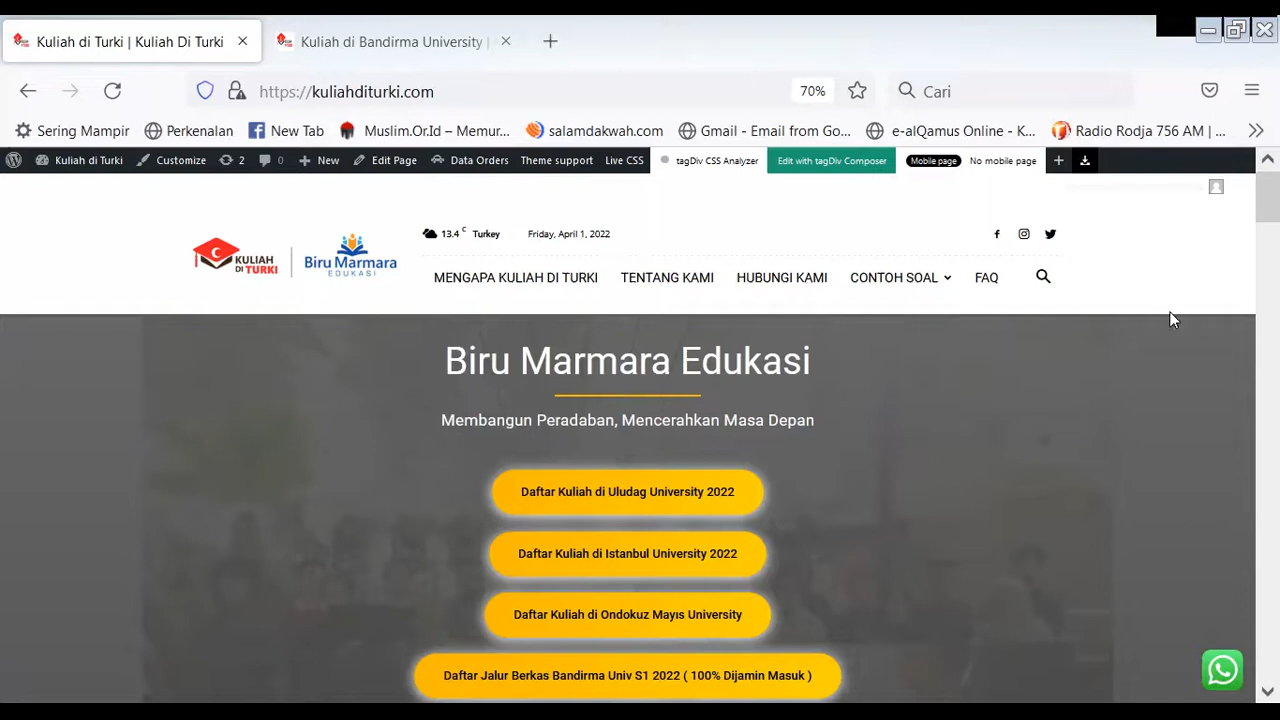 Kuliah di Turki | Kuliah Di Turki
Kuliah di Bandirma University |
https://kuliahditurki.com
70%
Cari
Sering Mampir
Perkenalan
New Tab
Muslim.Or.Id – Memur...
salamdakwah.com
Gmail - Email from Go...
e-alQamus Online - K...
Radio Rodja 756 AM | ...
Kuliah di Turki
Customize
2
0
New
Edit Page
Data Orders
Theme support
Live CSS
tagDiv CSS Analyzer
Edit with tagDiv Composer
Mobile page
No mobile page
KULIAH
DI TURKI
Biru Marmara
EDUKASI
13.4 C Turkey
Friday, April 1, 2022
MENGAPA KULIAH DI TURKI
TENTANG KAMI
HUBUNGI KAMI
CONTOH SOAL
FAQ
Biru Marmara Edukasi
Membangun Peradaban, Mencerahkan Masa Depan
Daftar Kuliah di Uludag University 2022
Daftar Kuliah di Istanbul University 2022
Daftar Kuliah di Ondokuz Mayıs University
Daftar Jalur Berkas Bandirma Univ S1 2022 ( 100% Dijamin Masuk )